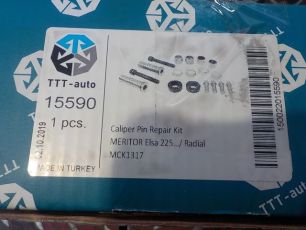 TTT-auto
15590
1 pcs.
02.10.2019
MADE IN TURKEY
Caliper Pin Repair Kit
MERITOR Elsa 225.../ Radial
MCK1317
TTT-auto